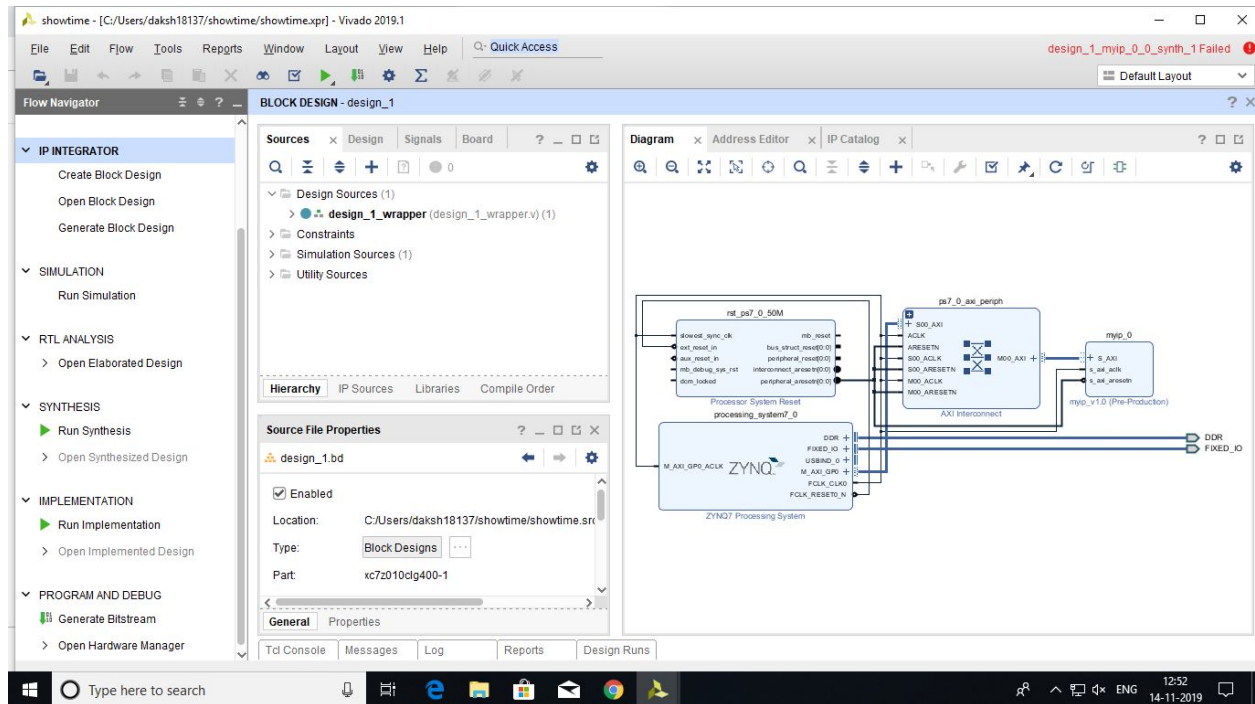 showtime - [C:/Users/daksh18137/showtime/showtime.xpr] - Vivado 2019.1
File Edit Flow Tools Reports Window Layout View Help Quick Access
design_1_myip_0_0_synth_1 Failed
Default Layout
Flow Navigator
IP INTEGRATOR
Create Block Design
Open Block Design
Generate Block Design
SIMULATION
Run Simulation
RTL ANALYSIS
Open Elaborated Design
SYNTHESIS
Run Synthesis
Open Synthesized Design
IMPLEMENTATION
Run Implementation
Open Implemented Design
PROGRAM AND DEBUG
Generate Bitstream
Open Hardware Manager
BLOCK DESIGN - design_1
Sources Design Signals Board
0
Design Sources (1)
design_1_wrapper (design_1_wrapper.v) (1)
Constraints
Simulation Sources (1)
Utility Sources
Hierarchy IP Sources Libraries Compile Order
Source File Properties
design_1.bd
Enabled
Location: C:/Users/daksh18137/showtime/showtime.src
Type: Block Designs
Part: xc7z010clg400-1
General Properties
Diagram Address Editor IP Catalog
rst_ps7_0_50M
slowest_sync_clk mb_reset
ext_reset_in bus_struct_reset[0:0]
aux_reset_in peripheral_reset[0:0]
mb_debug_sys_rst interconnect_aresetn[0:0]
dcm_locked peripheral_aresetn[0:0]
Processor System Reset
ps7_0_axi_periph
S00_AXI
ACLK
ARESETN
S00_ACLK M00_AXI
S00_ARESETN
M00_ACLK
M00_ARESETN
AXI Interconnect
myip_0
S_AXI
s_axi_aclk
s_axi_aresetn
myip_v1.0 (Pre-Production)
processing_system7_0
DDR
FIXED_IO
USBIND_0
M_AXI_GP0_ACLK ZYNQ M_AXI_GP0
FCLK_CLK0
FCLK_RESET0_N
ZYNQ7 Processing System
DDR
FIXED_IO
Tcl Console Messages Log Reports Design Runs
Type here to search
ENG
12:52
14-11-2019